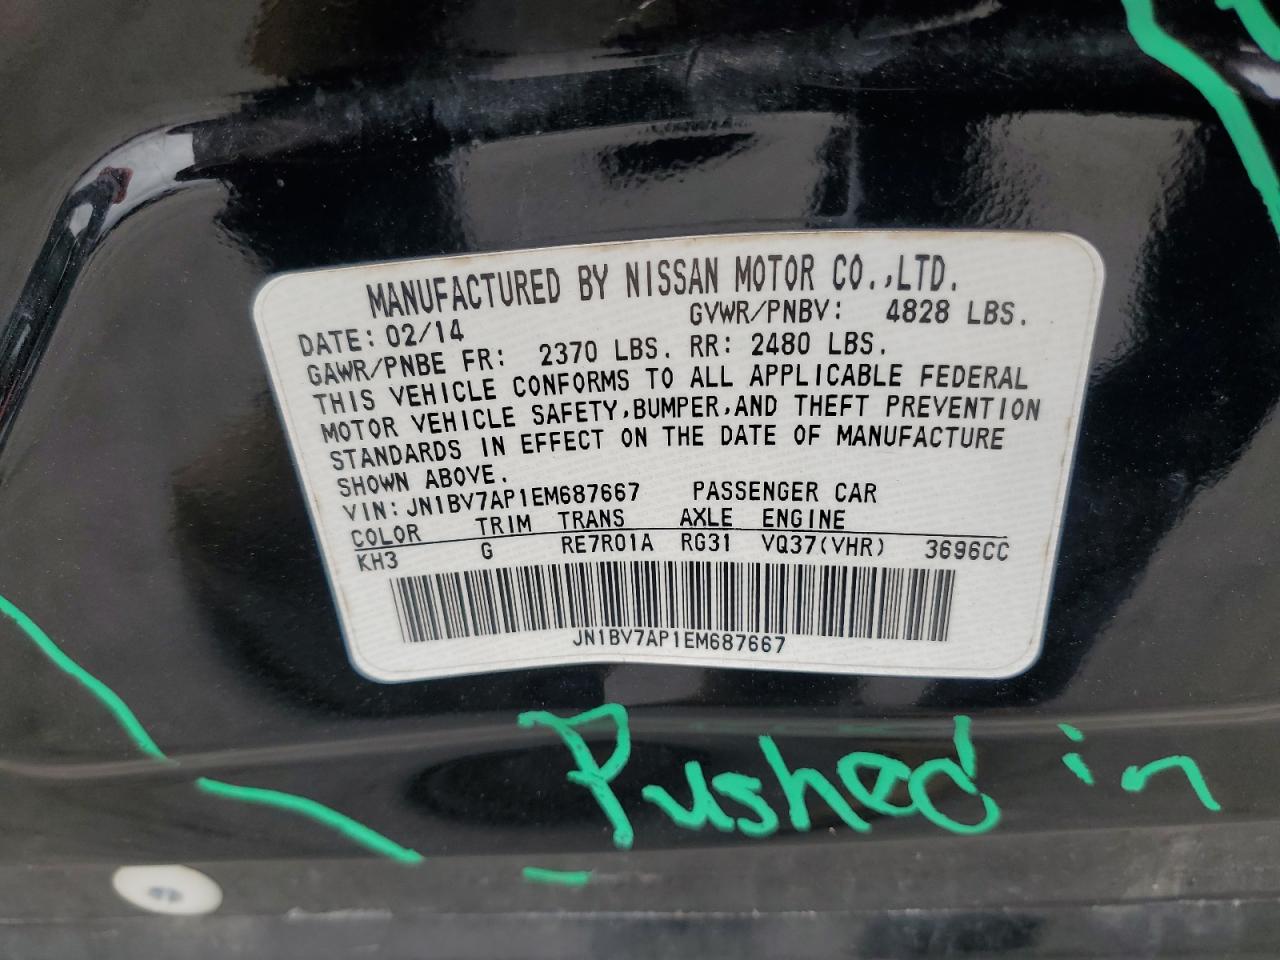 MANUFACTURED BY NISSAN MOTOR CO.,LTD.
DATE: 02/14 GVWR/PNBV: 4828 LBS.
GAWR/PNBE FR: 2370 LBS. RR: 2480 LBS.
THIS VEHICLE CONFORMS TO ALL APPLICABLE FEDERAL
MOTOR VEHICLE SAFETY,BUMPER,AND THEFT PREVENTION
STANDARDS IN EFFECT ON THE DATE OF MANUFACTURE
SHOWN ABOVE.
VIN: JN1BV7AP1EM687667 PASSENGER CAR
COLOR TRIM TRANS AXLE ENGINE
KH3 G RE7R01A RG31 VQ37(VHR) 3696CC
JN1BV7AP1EM687667
Pushed in